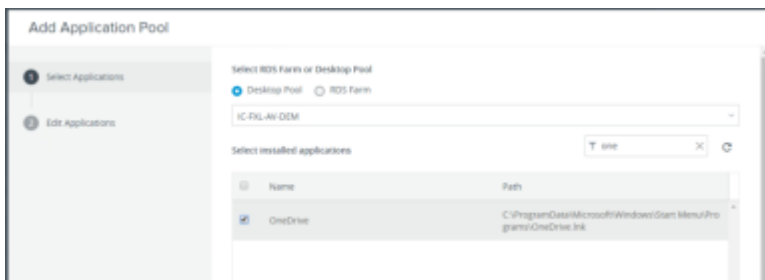 Add Application Pool
1 Select Applications
2 Edit Applications
Select RDS Farm or Desktop Pool
Desktop Pool RDS Farm
IC-FXL-AV-DEM
Select installed applications
one
Name Path
OneDrive C:\ProgramData\Microsoft\Windows\Start Menu\Pro
grams\OneDrive.lnk